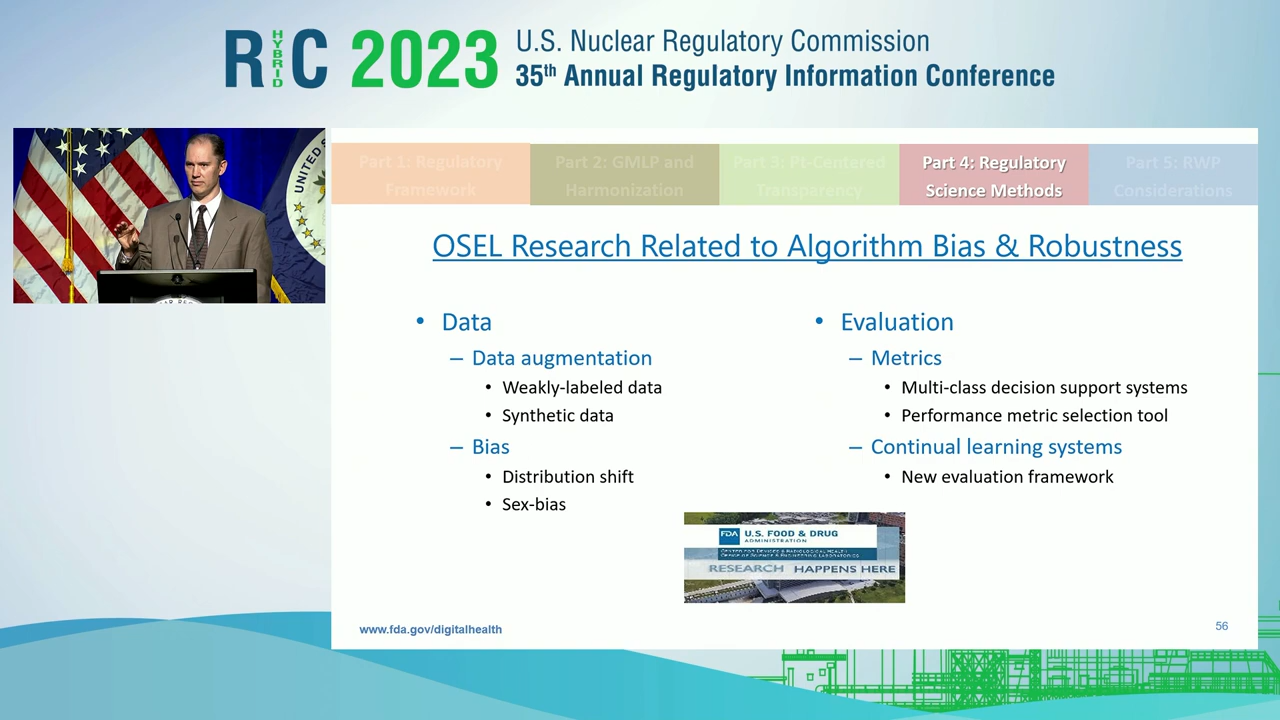 RIC 2023
HYBRID
U.S. Nuclear Regulatory Commission
35th Annual Regulatory Information Conference
UNITED S
Part 1: Regulatory
Framework
Part 2: GMLP and
Harmonization
Part 3: Pt-Centered
Transparency
Part 4: Regulatory
Science Methods
Part 5: RWP
Considerations
OSEL Research Related to Algorithm Bias & Robustness
• Data
– Data augmentation
• Weakly-labeled data
• Synthetic data
– Bias
• Distribution shift
• Sex-bias
• Evaluation
– Metrics
• Multi-class decision support systems
• Performance metric selection tool
– Continual learning systems
• New evaluation framework
FDA U.S. FOOD & DRUG
ADMINISTRATION
CENTER FOR DEVICES & RADIOLOGICAL HEALTH
OFFICE OF SCIENCE & ENGINEERING LABORATORIES
RESEARCH HAPPENS HERE
www.fda.gov/digitalhealth
56